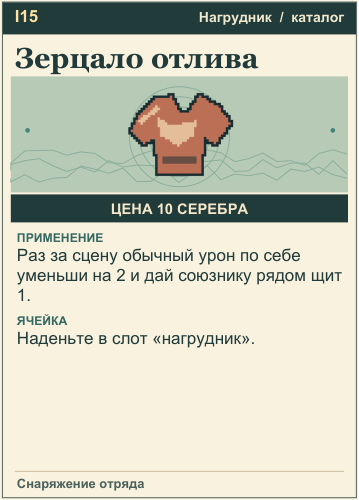 I15
Нагрудник / каталог
Зерцало отлива
ЦЕНА 10 СЕРЕБРА
ПРИМЕНЕНИЕ
Раз за сцену обычный урон по себе
уменьши на 2 и дай союзнику рядом щит
1.
ЯЧЕЙКА
Наденьте в слот «нагрудник».
Снаряжение отряда